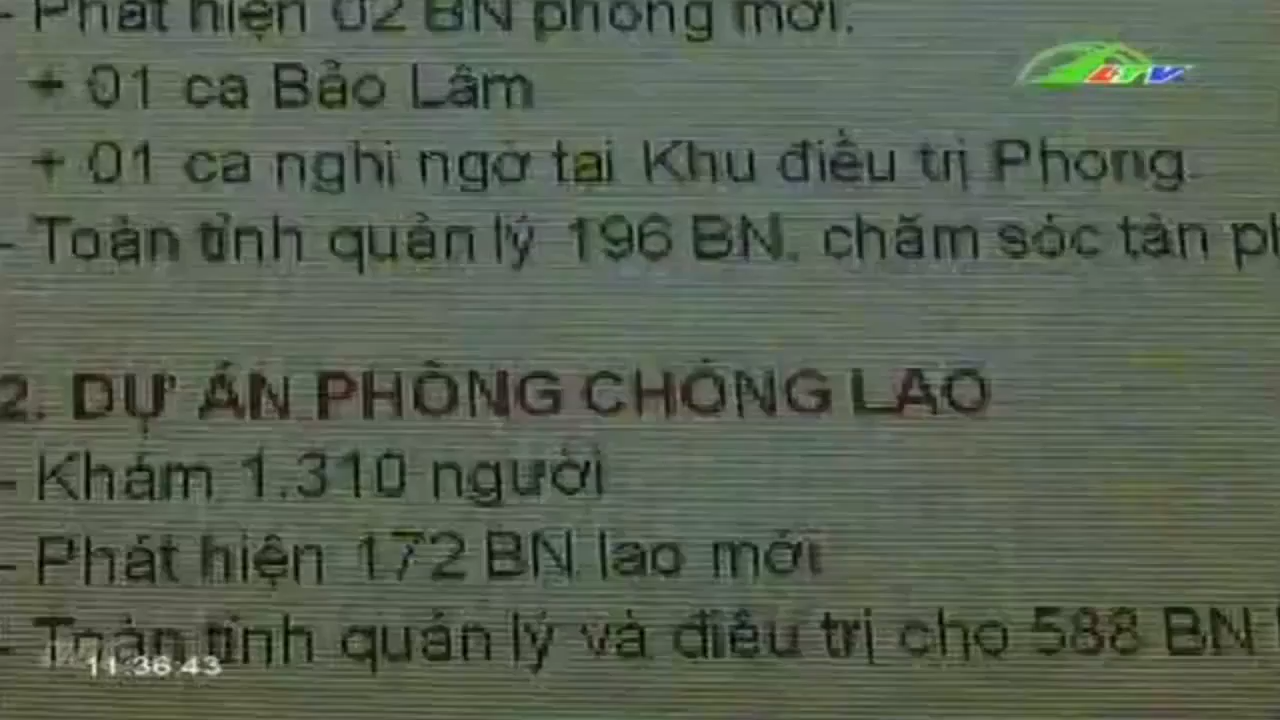 - Phát hiện 02 BN phong mới.
+ 01 ca Bảo Lâm
+ 01 ca nghi ngờ tại Khu điều trị Phong.
- Toàn tỉnh quản lý 196 BN, chăm sóc tàn
2. DỰ ÁN PHÒNG CHỐNG LAO
- Khám 1.310 người
- Phát hiện 172 BN lao mới
- Toàn tỉnh quản lý và điều trị cho 588 BN
LTV
11:36:43